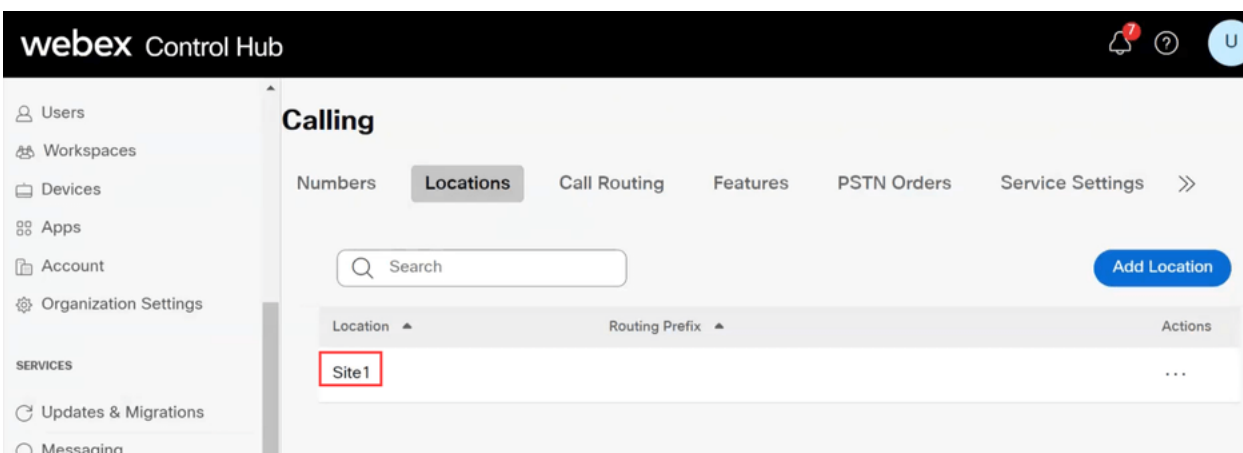 webex Control Hub
7
?
U
Users
Workspaces
Devices
Apps
Account
Organization Settings
SERVICES
Updates & Migrations
Messaging
Calling
Numbers Locations Call Routing Features PSTN Orders Service Settings
Search
Add Location
Location Routing Prefix Actions
Site1
...